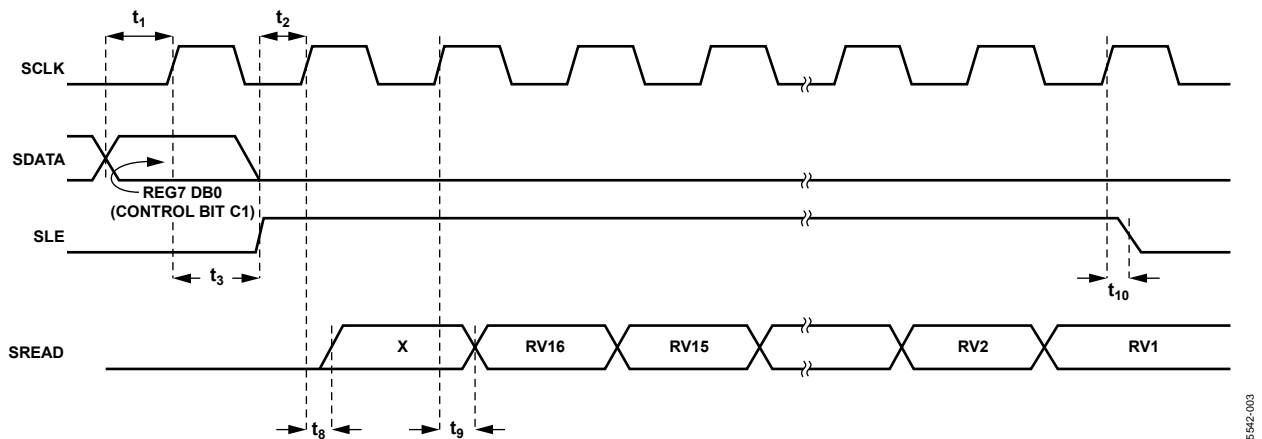 t1
t2
SCLK
SDATA
REG7 DB0
(CONTROL BIT C1)
SLE
t3
t10
SREAD
X
RV16
RV15
RV2
RV1
t8
t9
5542-003